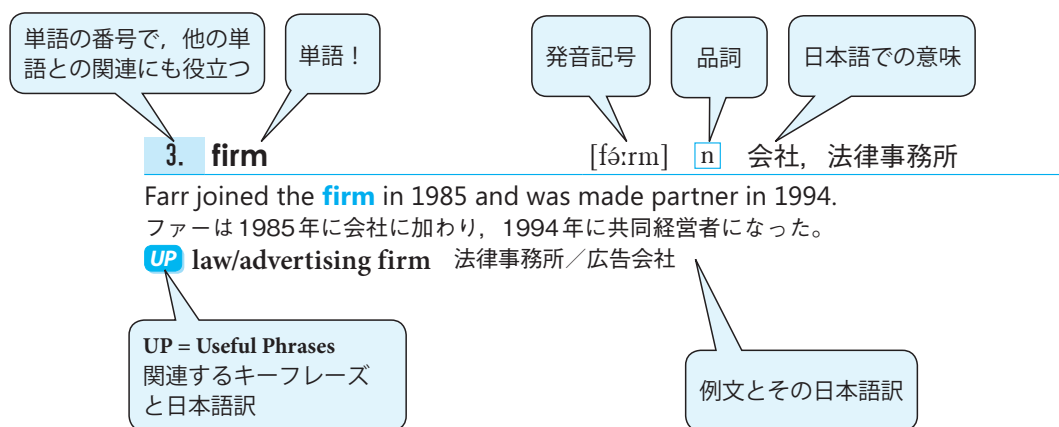 単語の番号で，他の単
語との関連にも役立つ
単語！
発音記号
品詞
日本語での意味
3. firm [fə́ːrm] n 会社，法律事務所
Farr joined the firm in 1985 and was made partner in 1994.
ファーは1985年に会社に加わり，1994年に共同経営者になった。
UP law/advertising firm 法律事務所／広告会社
UP = Useful Phrases
関連するキーフレーズ
と日本語訳
例文とその日本語訳